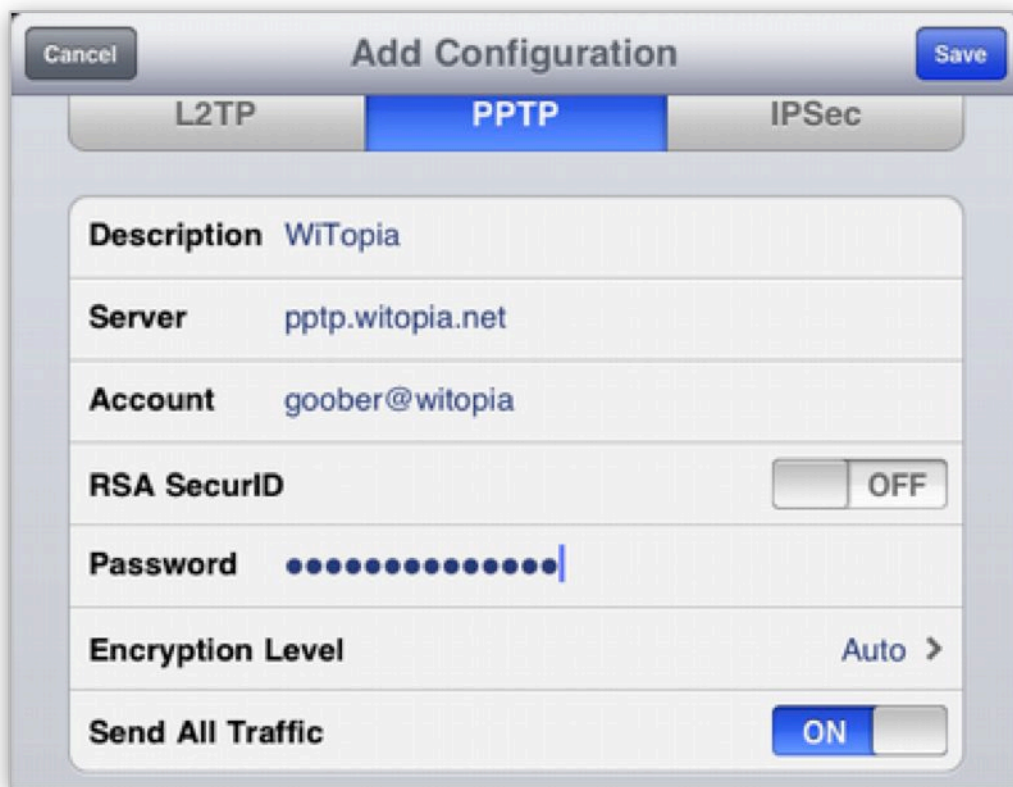 Cancel Add Configuration Save
L2TP PPTP IPSec
Description WiTopia
Server pptp.witopia.net
Account goober@witopia
RSA SecurID OFF
Password ••••••••••••••
Encryption Level Auto >
Send All Traffic ON